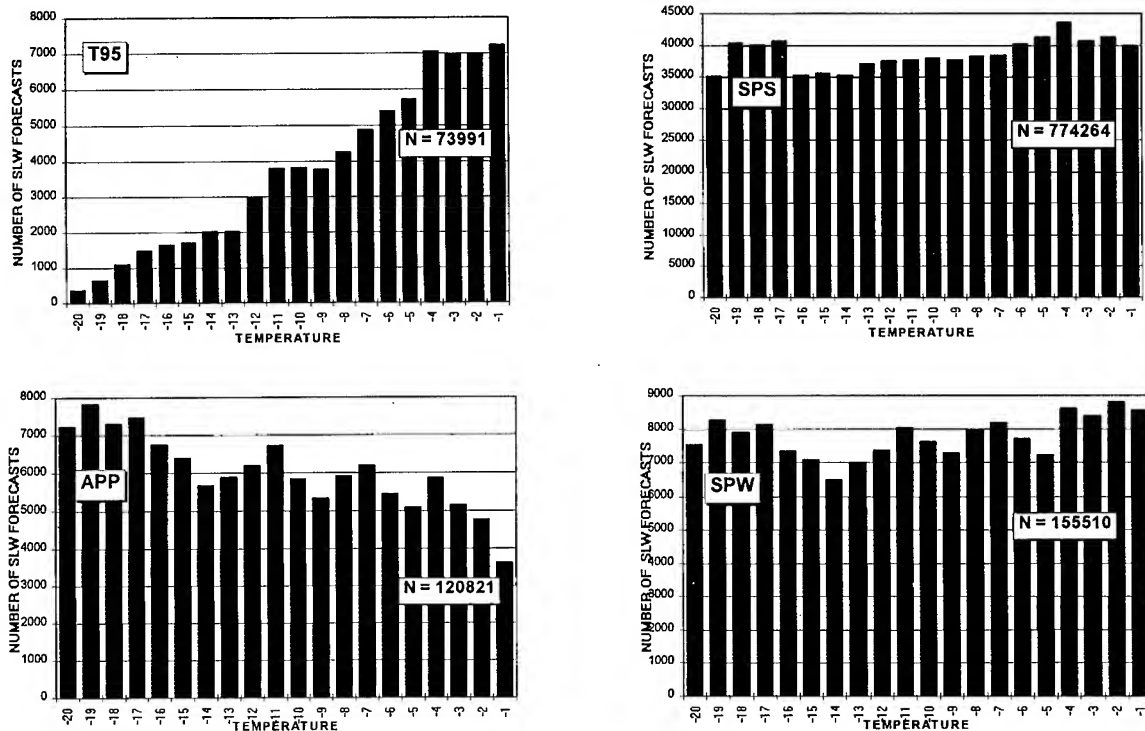 NUMBER OF SLW FORECASTS
8000
7000
6000
5000
4000
3000
2000
1000
0
T95
N = 73991
-20 -19 -18 -17 -16 -15 -14 -13 -12 -11 -10 -9 -8 -7 -6 -5 -4 -3 -2 -1
TEMPERATURE
NUMBER OF SLW FORECASTS
45000
40000
35000
30000
25000
20000
15000
10000
5000
0
SPS
N = 774264
-20 -19 -18 -17 -16 -15 -14 -13 -12 -11 -10 -9 -8 -7 -6 -5 -4 -3 -2 -1
TEMPERATURE
NUMBER OF SLW FORECASTS
8000
7000
6000
5000
4000
3000
2000
1000
0
APP
N = 120821
-20 -19 -18 -17 -16 -15 -14 -13 -12 -11 -10 -9 -8 -7 -6 -5 -4 -3 -2 -1
TEMPERATURE
NUMBER OF SLW FORECASTS
9000
8000
7000
6000
5000
4000
3000
2000
1000
0
SPW
N = 155510
-20 -19 -18 -17 -16 -15 -14 -13 -12 -11 -10 -9 -8 -7 -6 -5 -4 -3 -2 -1
TEMPERATURE